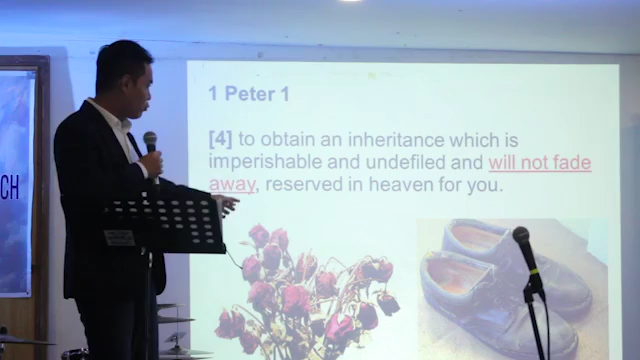 1 Peter 1
[4] to obtain an inheritance which is
imperishable and undefiled and will not fade
away, reserved in heaven for you.
CH